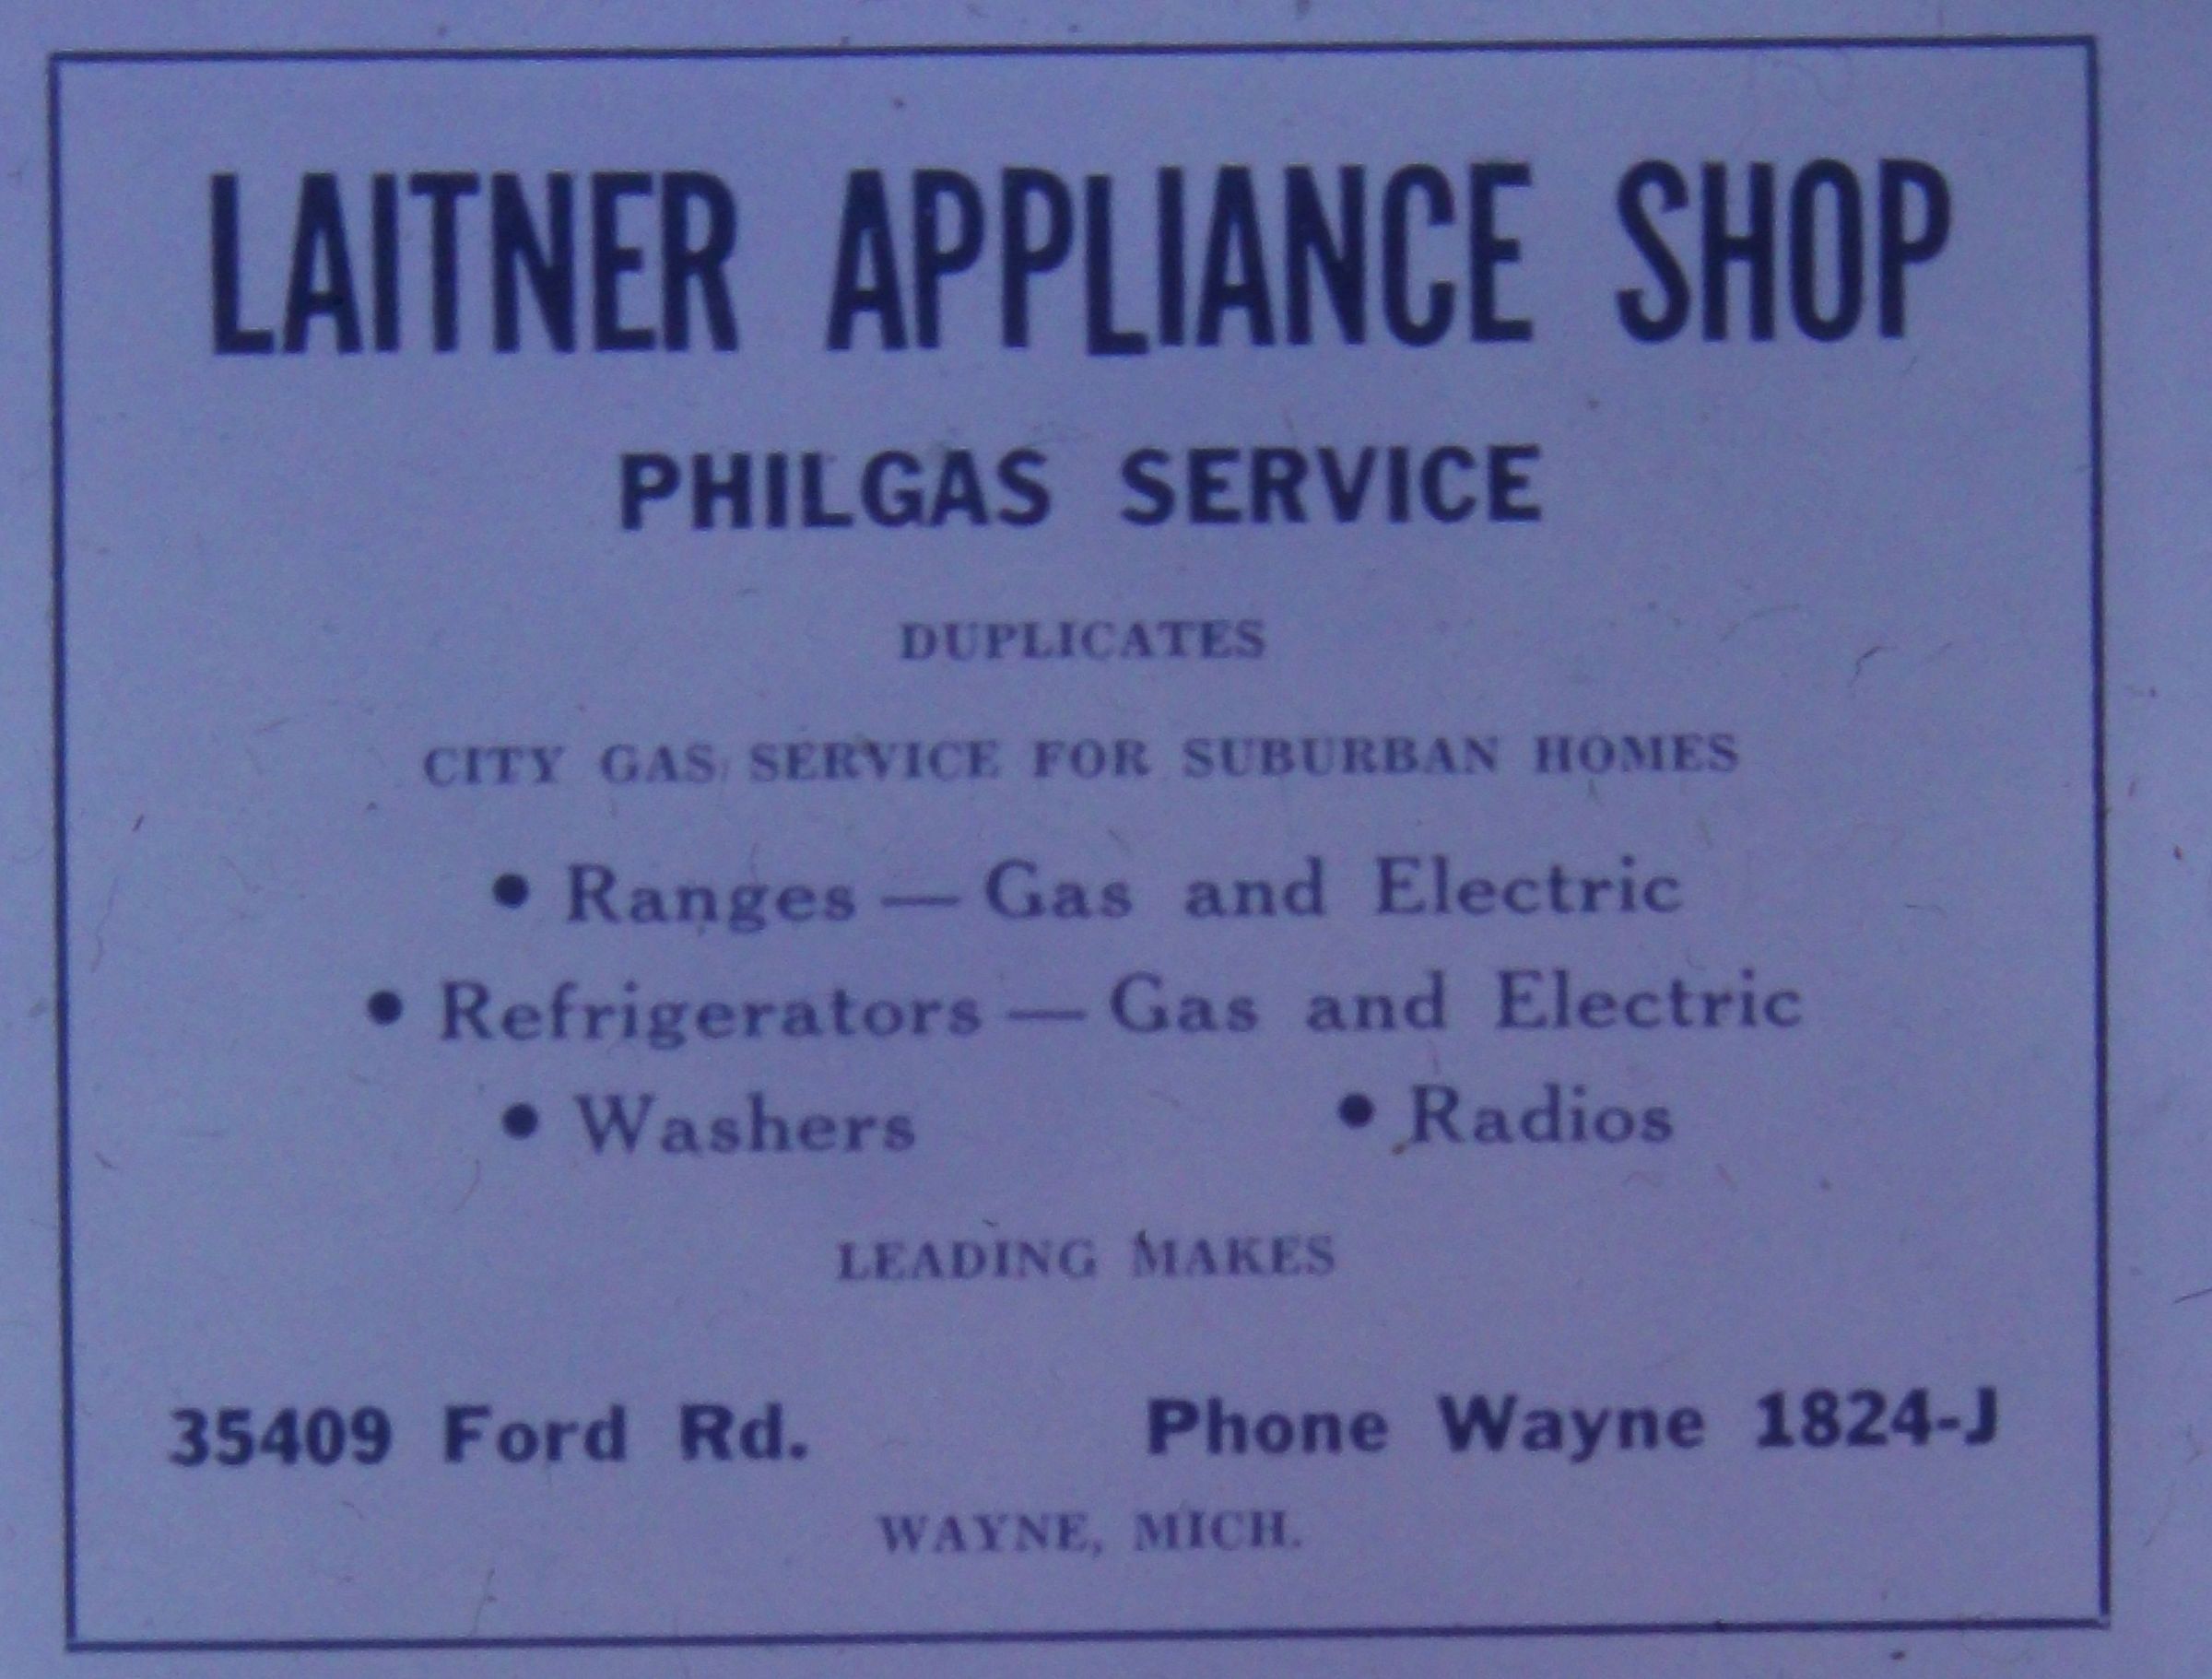 LAITNER APPLIANCE SHOP
PHILGAS SERVICE
DUPLICATES
CITY GAS SERVICE FOR SUBURBAN HOMES
• Ranges — Gas and Electric
• Refrigerators — Gas and Electric
• Washers • Radios
LEADING MAKES
35409 Ford Rd. Phone Wayne 1824-J
WAYNE, MICH.